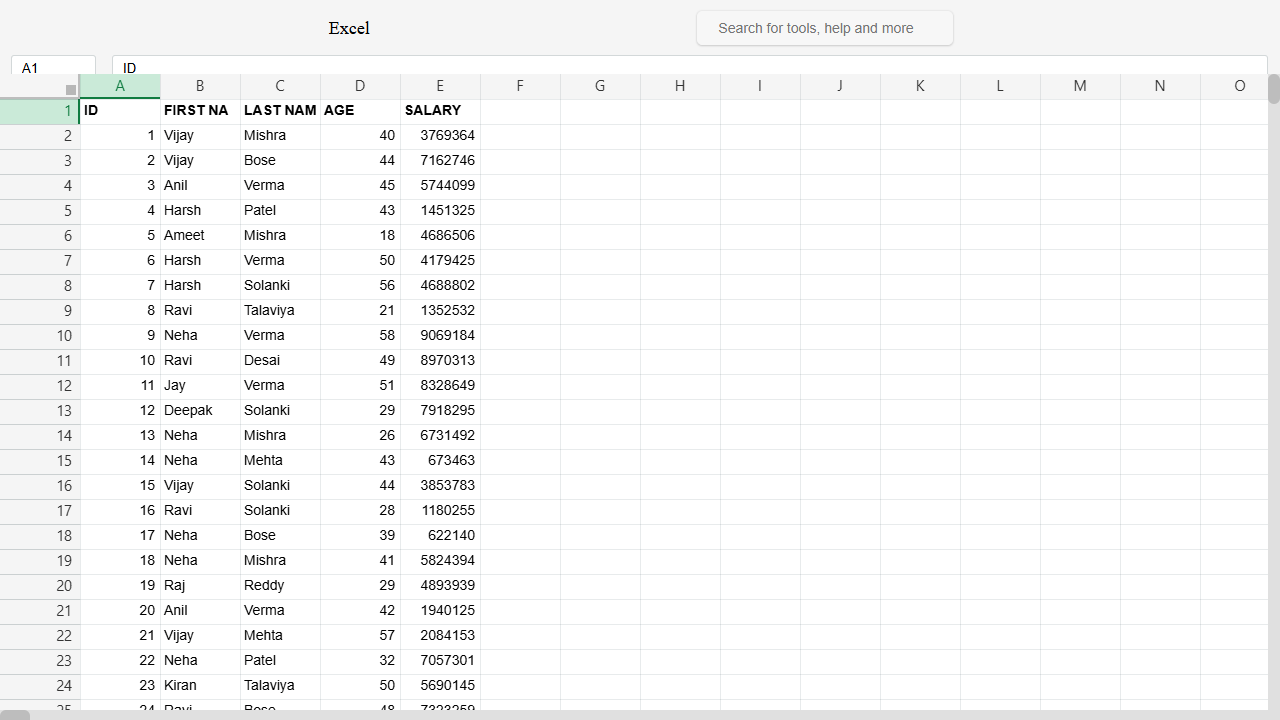 Excel
Search for tools, help and more
A1 ID
A B C D E F G H I J K L M N O
1 ID FIRST NA LAST NAM AGE SALARY
2 1 Vijay Mishra 40 3769364
3 2 Vijay Bose 44 7162746
4 3 Anil Verma 45 5744099
5 4 Harsh Patel 43 1451325
6 5 Ameet Mishra 18 4686506
7 6 Harsh Verma 50 4179425
8 7 Harsh Solanki 56 4688802
9 8 Ravi Talaviya 21 1352532
10 9 Neha Verma 58 9069184
11 10 Ravi Desai 49 8970313
12 11 Jay Verma 51 8328649
13 12 Deepak Solanki 29 7918295
14 13 Neha Mishra 26 6731492
15 14 Neha Mehta 43 673463
16 15 Vijay Solanki 44 3853783
17 16 Ravi Solanki 28 1180255
18 17 Neha Bose 39 622140
19 18 Neha Mishra 41 5824394
20 19 Raj Reddy 29 4893939
21 20 Anil Verma 42 1940125
22 21 Vijay Mehta 57 2084153
23 22 Neha Patel 32 7057301
24 23 Kiran Talaviya 50 5690145
25 24 Ravi Bose 48